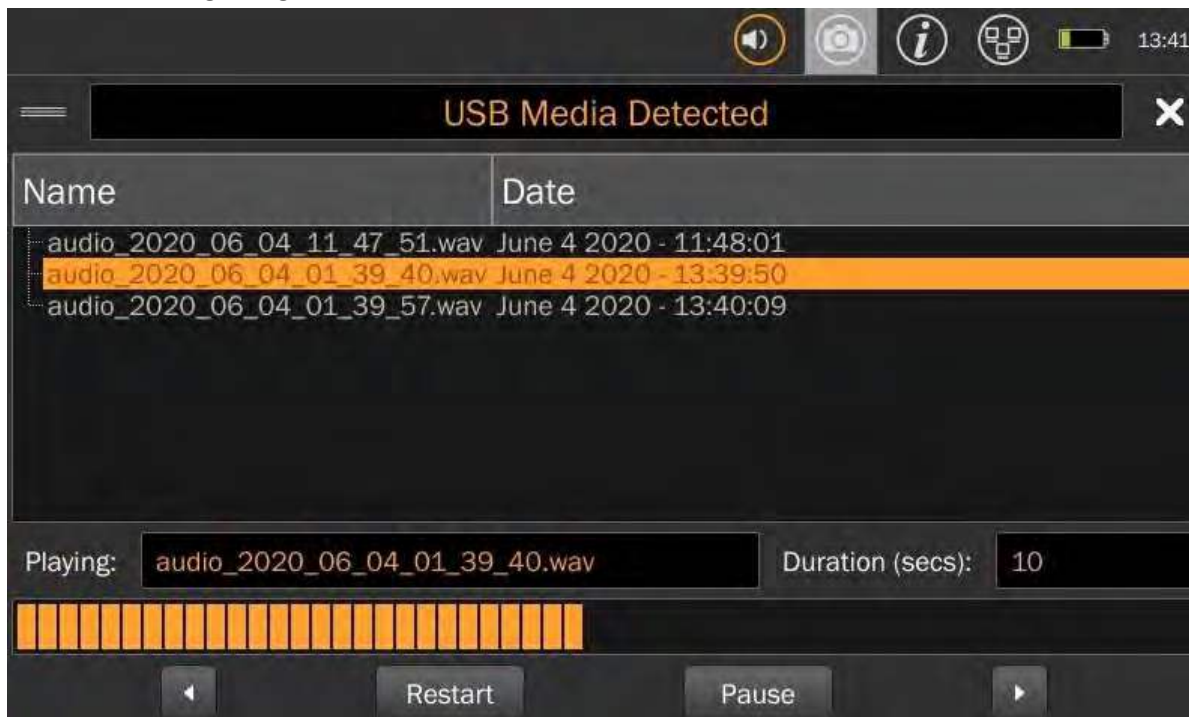 13:41
USB Media Detected
Name Date
audio_2020_06_04_11_47_51.wav June 4 2020 - 11:48:01
audio_2020_06_04_01_39_40.wav June 4 2020 - 13:39:50
audio_2020_06_04_01_39_57.wav June 4 2020 - 13:40:09
Playing: audio_2020_06_04_01_39_40.wav Duration (secs): 10
Restart Pause